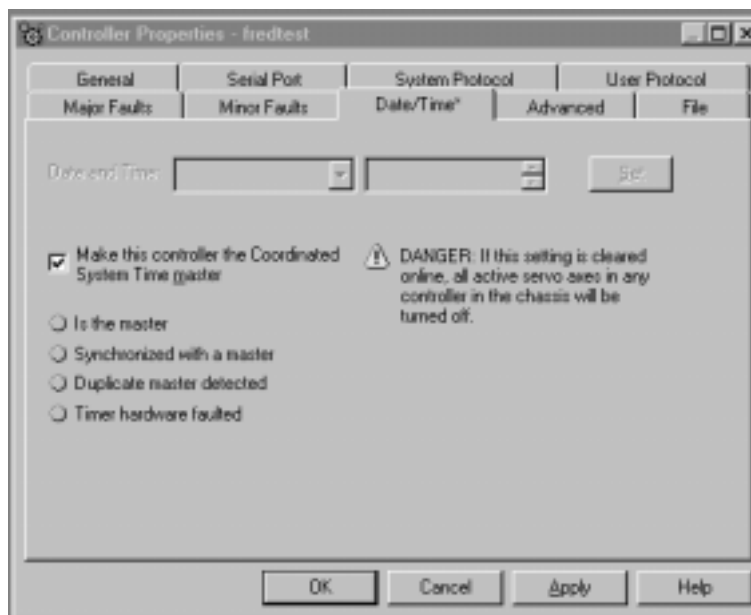 Controller Properties - fredtest
General Serial Port System Protocol User Protocol
Major Faults Minor Faults Date/Time* Advanced File
Date and Time: Set
Make this controller the Coordinated
System Time master
DANGER: If this setting is cleared
online, all active servo axes in any
controller in the chassis will be
turned off.
Is the master
Synchronized with a master
Duplicate master detected
Timer hardware faulted
OK Cancel Apply Help